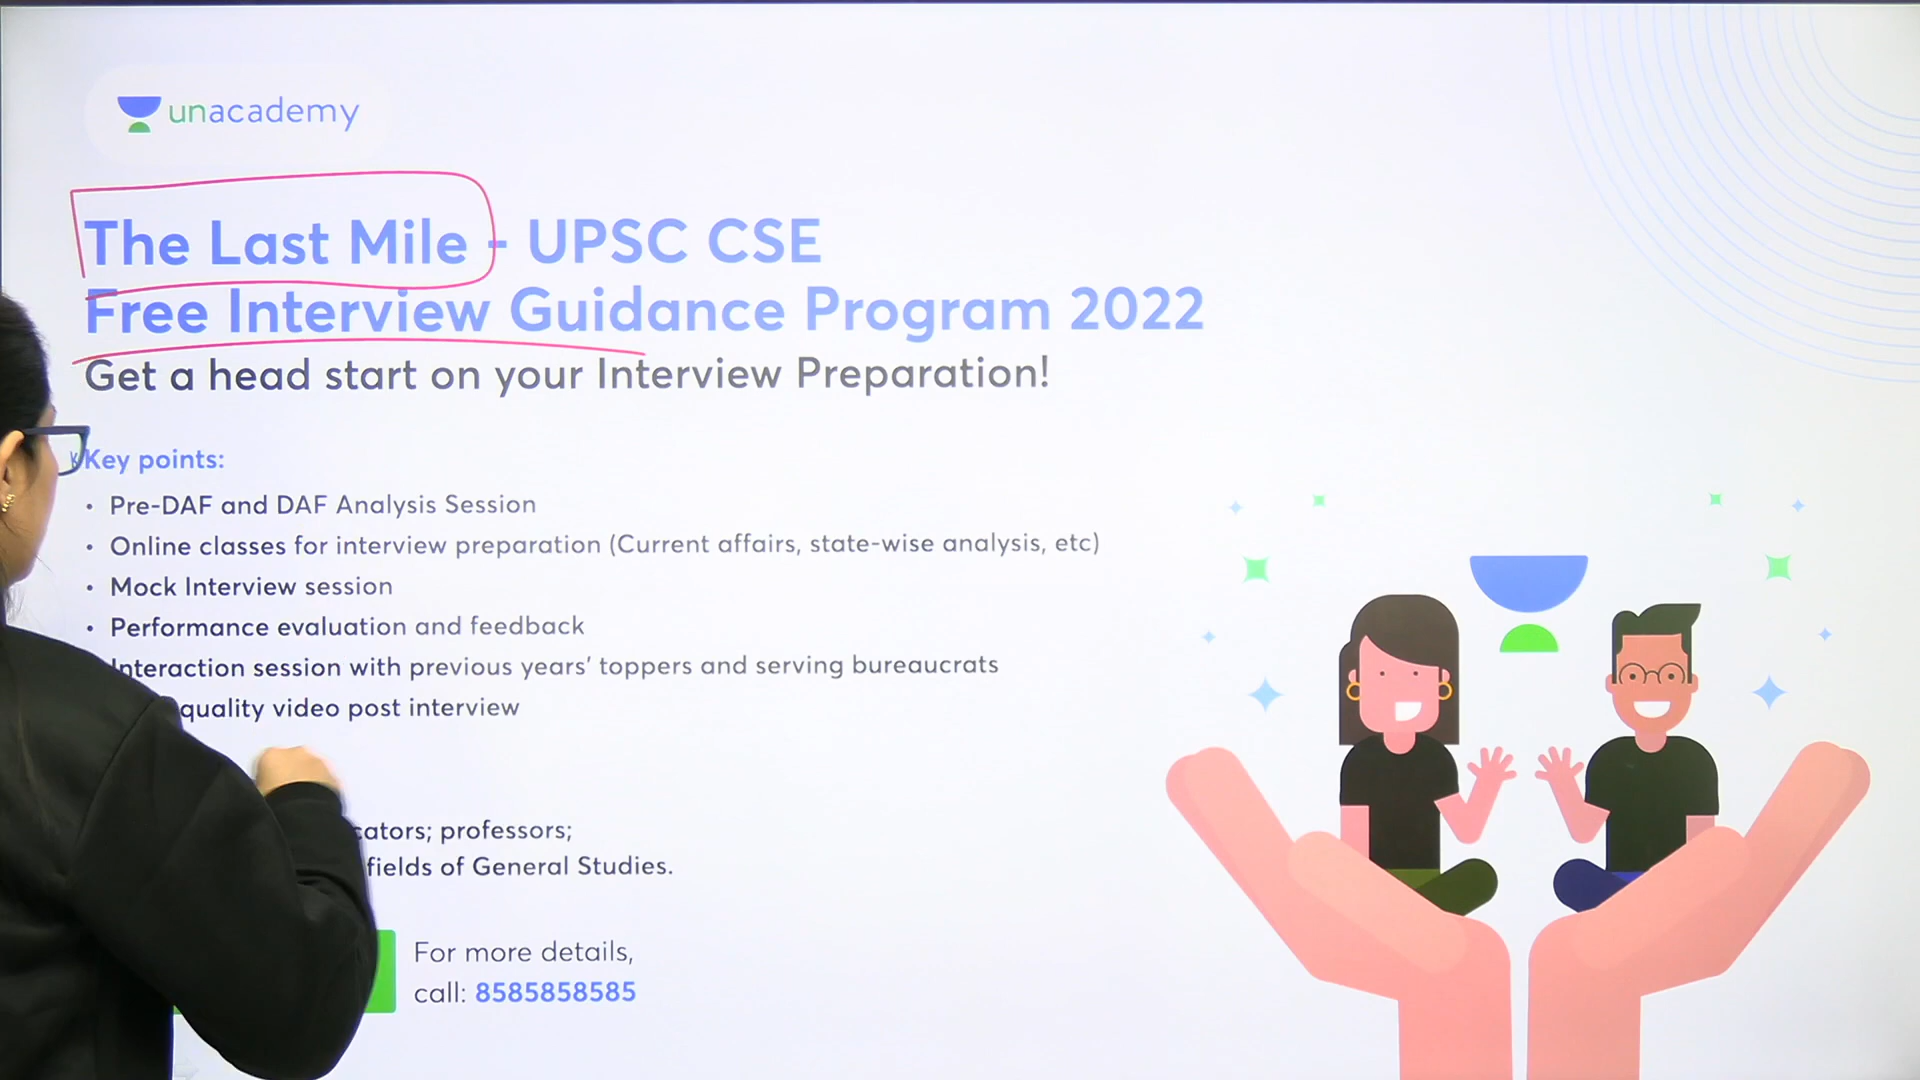 unacademy
The Last Mile - UPSC CSE
Free Interview Guidance Program 2022
Get a head start on your Interview Preparation!
Key points:
• Pre-DAF and DAF Analysis Session
• Online classes for interview preparation (Current affairs, state-wise analysis, etc)
• Mock Interview session
• Performance evaluation and feedback
Interaction session with previous years' toppers and serving bureaucrats
quality video post interview
professors;
fields of General Studies.
For more details,
call: 8585858585